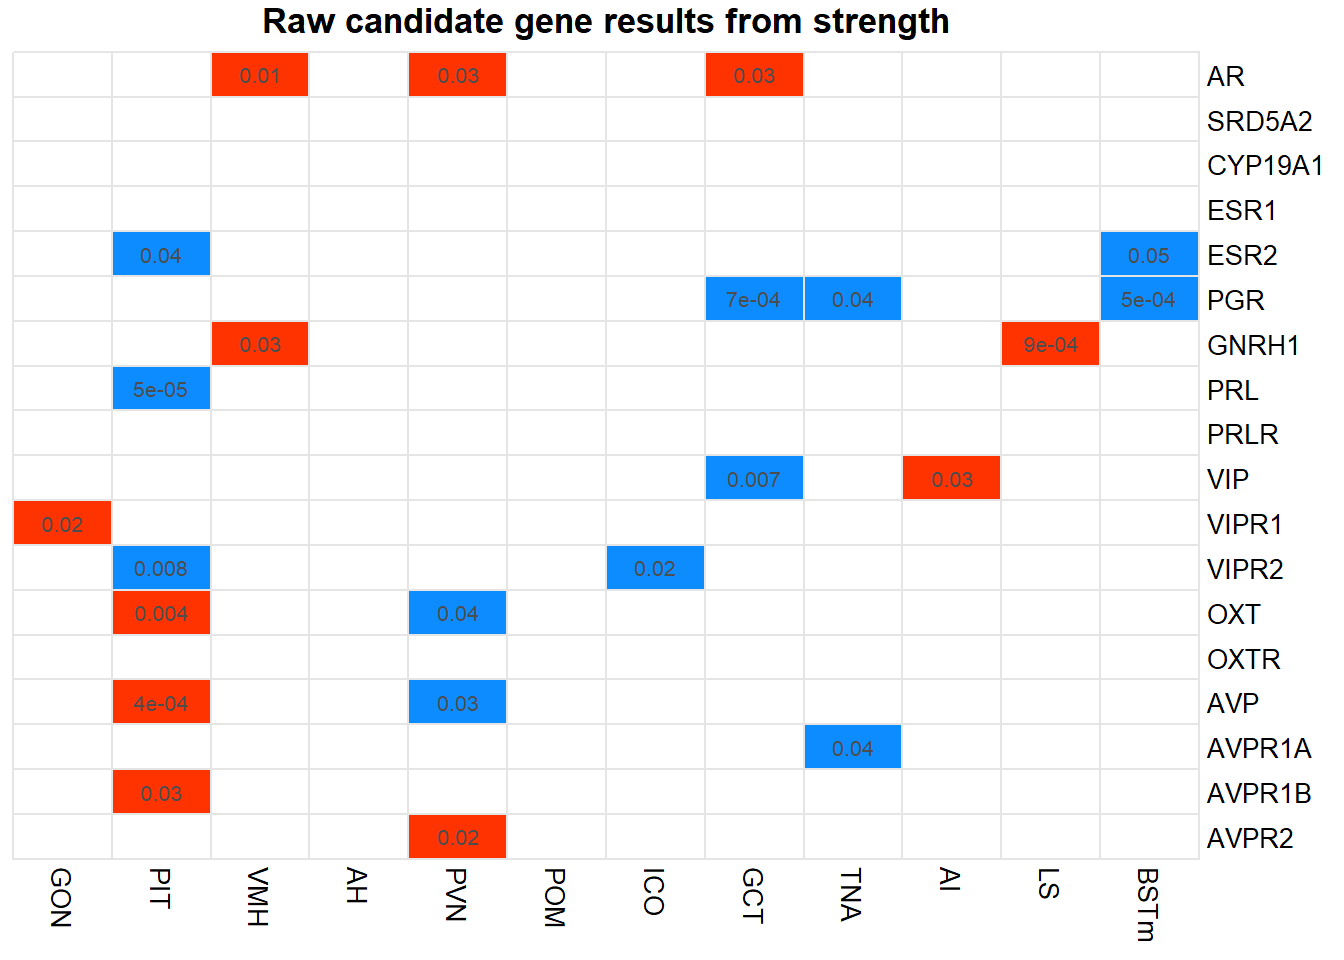 Raw candidate gene results from strength
0.01 0.03 0.03 AR
SRD5A2
CYP19A1
ESR1
0.04 0.05 ESR2
7e-04 0.04 5e-04 PGR
0.03 9e-04 GNRH1
5e-05 PRL
PRLR
0.007 0.03 VIP
0.02 VIPR1
0.008 0.02 VIPR2
0.004 0.04 OXT
OXTR
4e-04 0.03 AVP
0.04 AVPR1A
0.03 AVPR1B
0.02 AVPR2
GON PIT VMH AH PVN POM ICO GCT TNA AI LS BSTm